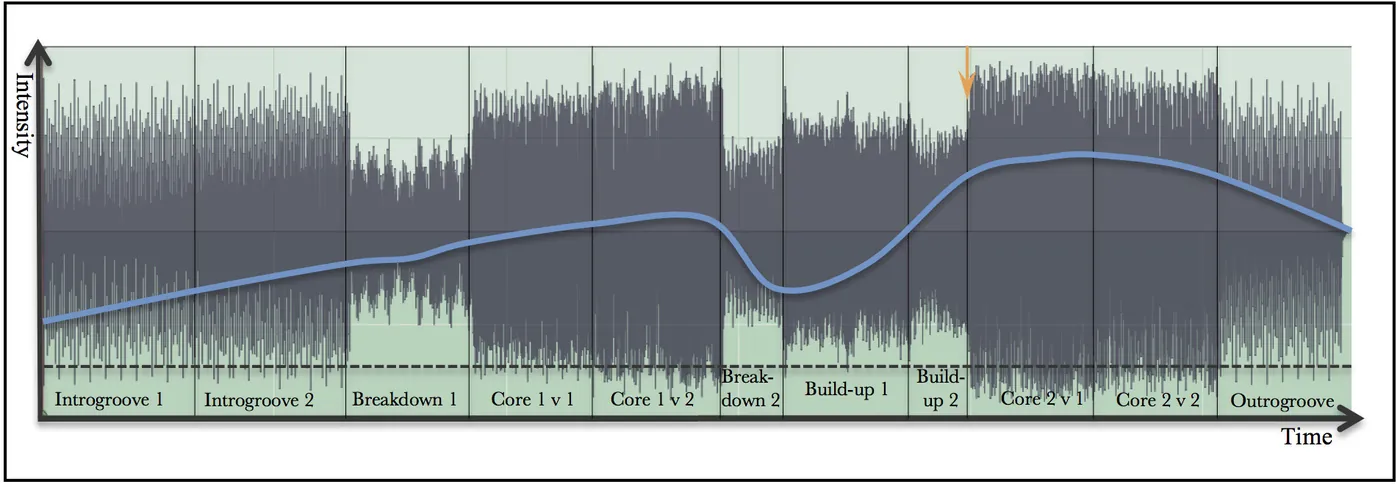 Intensity
Introgroove 1
Introgroove 2
Breakdown 1
Core 1 v 1
Core 1 v 2
Break-
down 2
Build-up 1
Build-
up 2
Core 2 v 1
Core 2 v 2
Outrogroove
Time